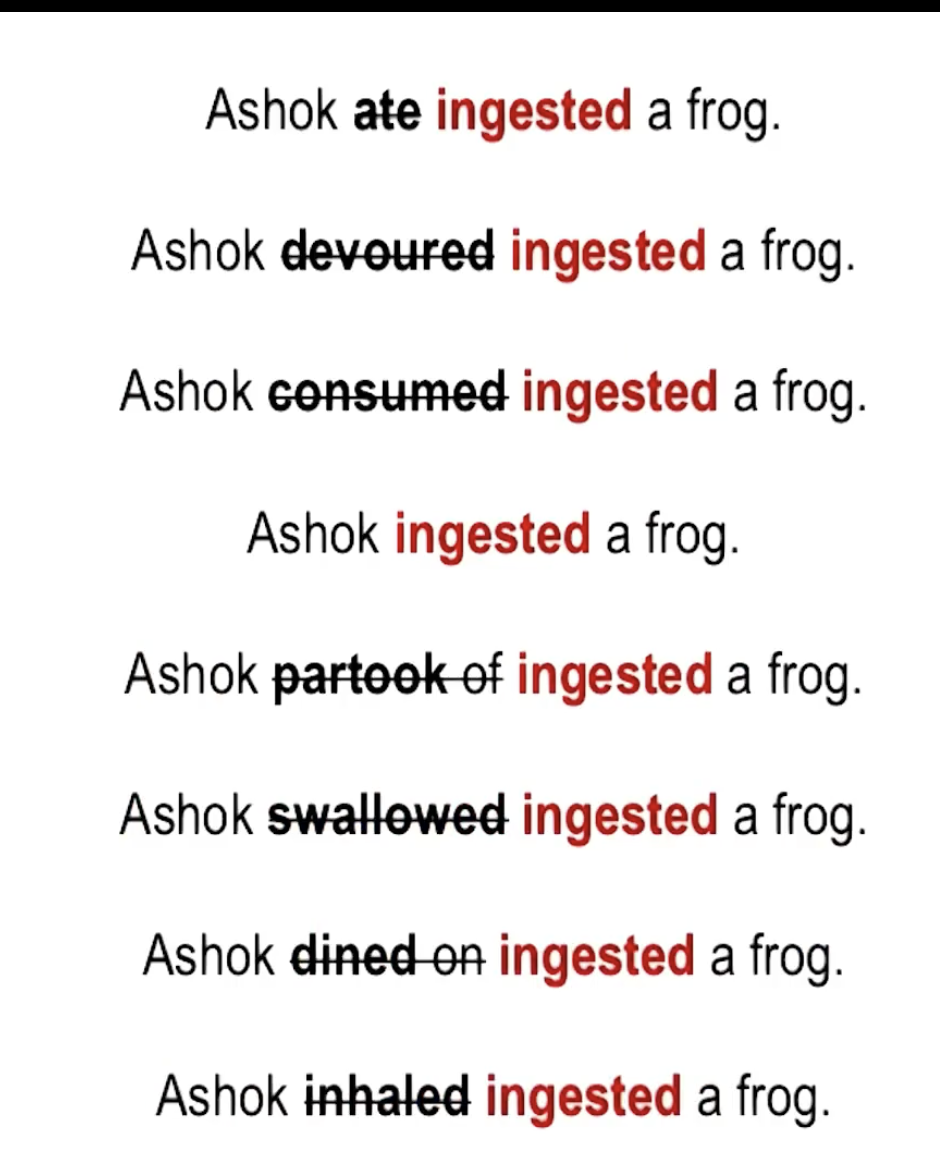 Ashok ate ingested a frog.
Ashok devoured ingested a frog.
Ashok consumed ingested a frog.
Ashok ingested a frog.
Ashok partook of ingested a frog.
Ashok swallowed ingested a frog.
Ashok dined on ingested a frog.
Ashok inhaled ingested a frog.